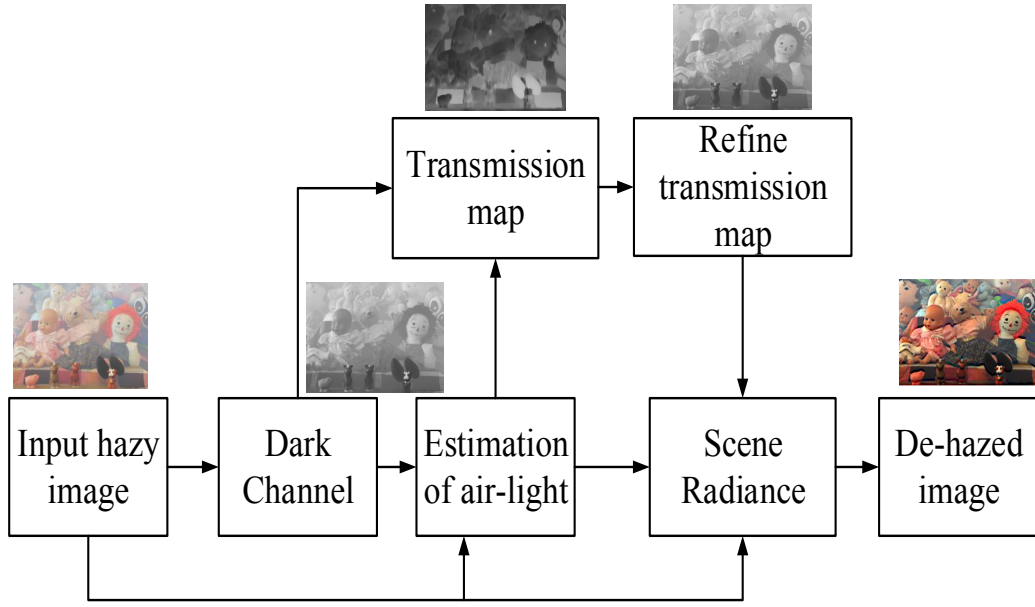 Transmission
map
Refine
transmission
map
Input hazy
image
Dark
Channel
Estimation
of air-light
Scene
Radiance
De-hazed
image